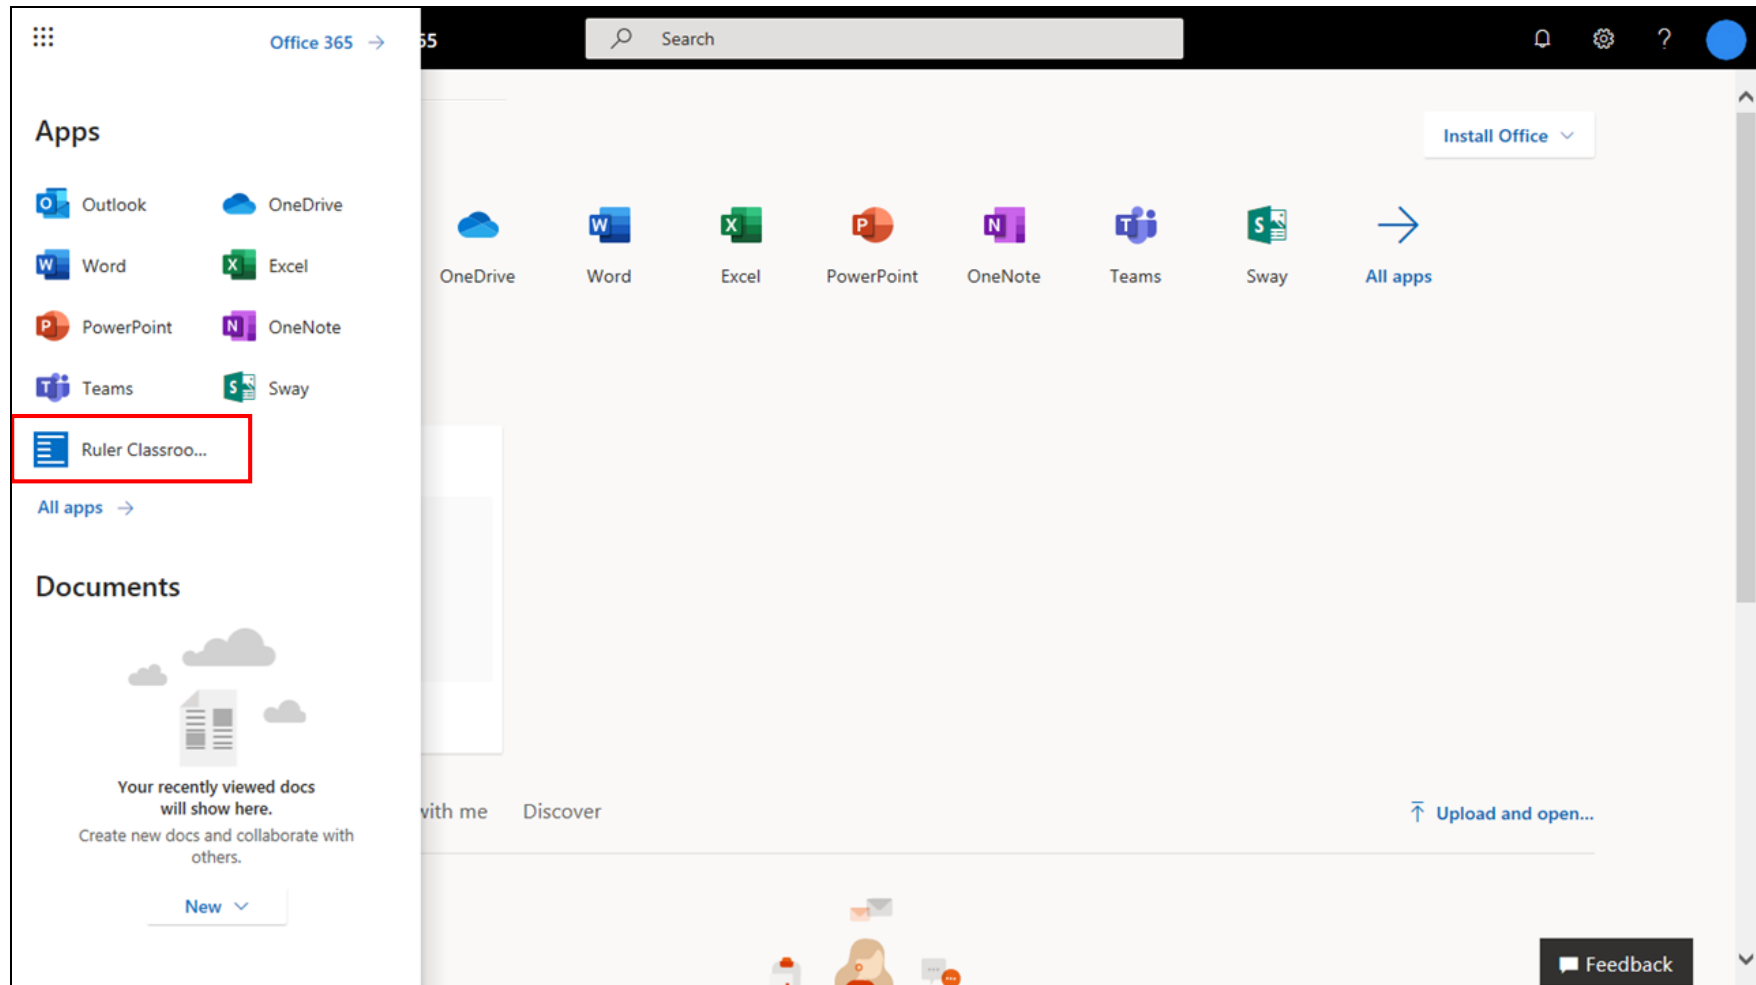 Office 365
Apps
Outlook
OneDrive
Word
Excel
PowerPoint
OneNote
Teams
Sway
Ruler Classroo...
All apps
Documents
Your recently viewed docs
will show here.
Create new docs and collaborate with
others.
New
Search
Install Office
OneDrive
Word
Excel
PowerPoint
OneNote
Teams
Sway
All apps
with me
Discover
Upload and open...
Feedback